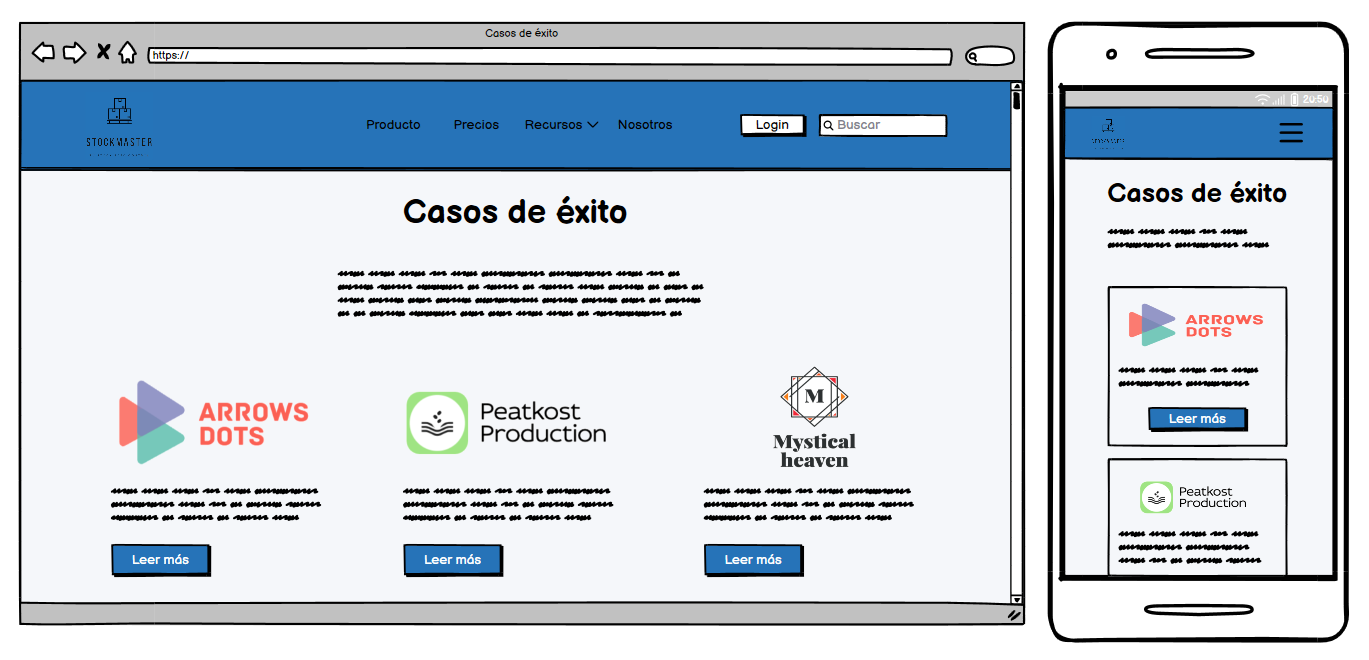 Casos de éxito
https://
STOCKMASTER
Producto Precios Recursos Nosotros
Login
Buscar
Casos de éxito
ARROWS
DOTS
Peatkost
Production
M
Mystical
heaven
Leer más
Leer más
Leer más
20:50
Casos de éxito
ARROWS
DOTS
Leer más
Peatkost
Production